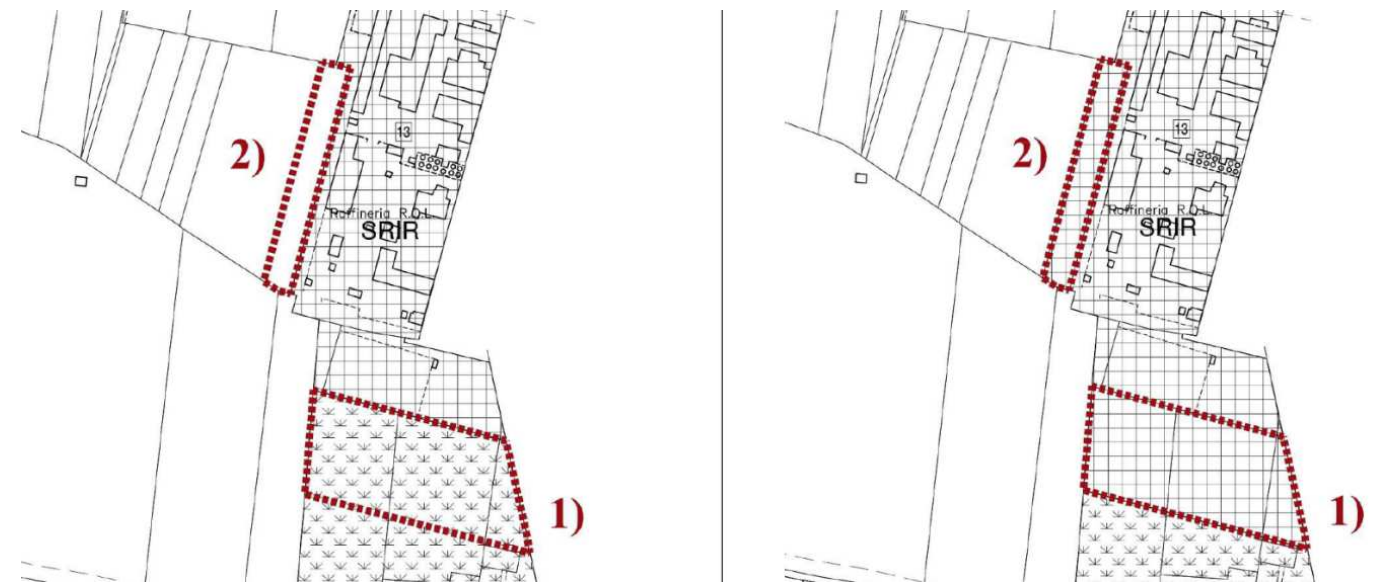 13
2)
Raffineria R.O.L.
SRIR
1)
13
2)
Raffineria R.O.L.
SRIR
1)